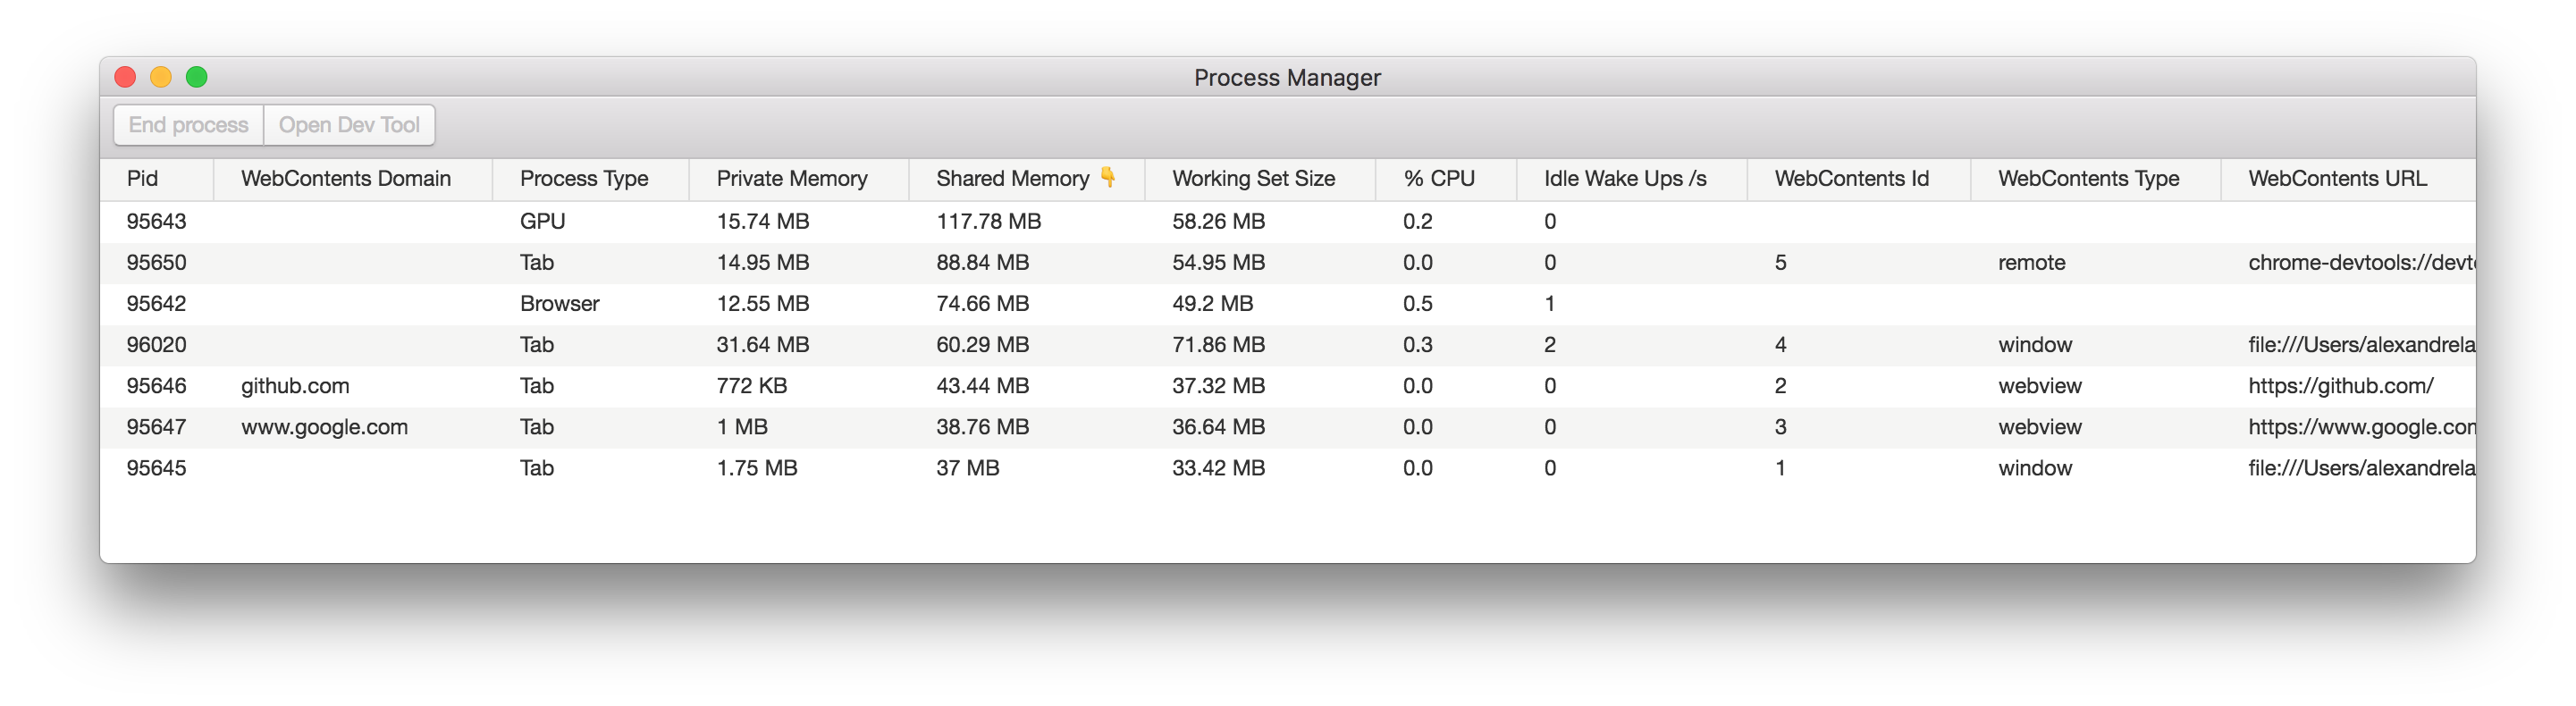 Process Manager
End process Open Dev Tool
Pid WebContents Domain Process Type Private Memory Shared Memory 👇 Working Set Size % CPU Idle Wake Ups /s WebContents Id WebContents Type WebContents URL
95643 GPU 15.74 MB 117.78 MB 58.26 MB 0.2 0
95650 Tab 14.95 MB 88.84 MB 54.95 MB 0.0 0 5 remote chrome-devtools://devt
95642 Browser 12.55 MB 74.66 MB 49.2 MB 0.5 1
96020 Tab 31.64 MB 60.29 MB 71.86 MB 0.3 2 4 window file:///Users/alexandrela
95646 github.com Tab 772 KB 43.44 MB 37.32 MB 0.0 0 2 webview https://github.com/
95647 www.google.com Tab 1 MB 38.76 MB 36.64 MB 0.0 0 3 webview https://www.google.con
95645 Tab 1.75 MB 37 MB 33.42 MB 0.0 0 1 window file:///Users/alexandrela